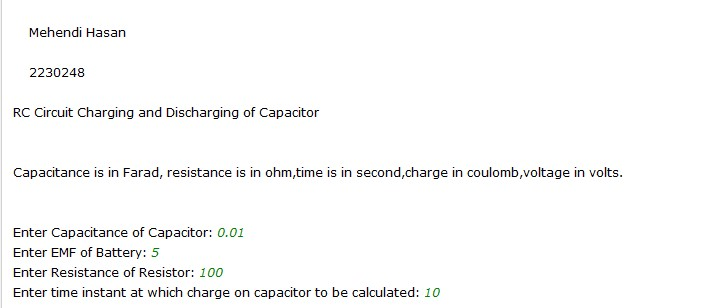 Mehendi Hasan
2230248
RC Circuit Charging and Discharging of Capacitor
Capacitance is in Farad, resistance is in ohm,time is in second,charge in coulomb,voltage in volts.
Enter Capacitance of Capacitor: 0.01
Enter EMF of Battery: 5
Enter Resistance of Resistor: 100
Enter time instant at which charge on capacitor to be calculated: 10